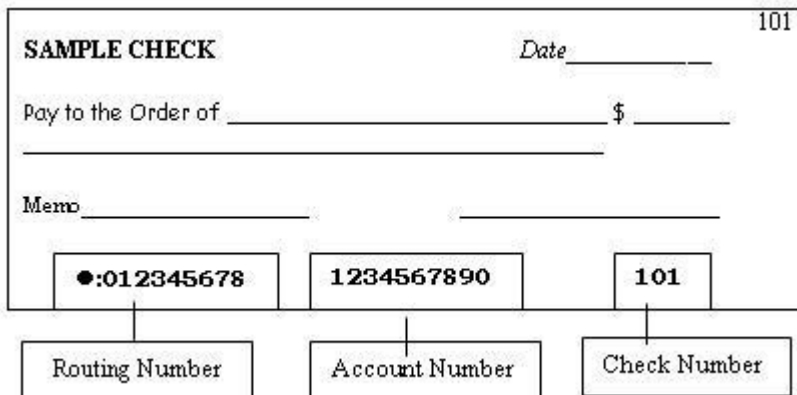 101
SAMPLE CHECK Date
Pay to the Order of $
Memo
●:012345678 1234567890 101
Routing Number Account Number Check Number